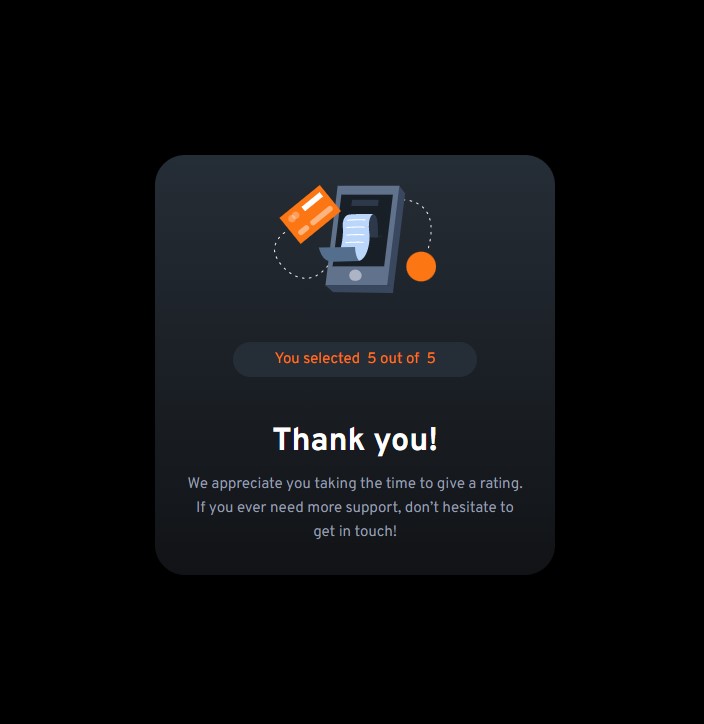 You selected 5 out of 5
Thank you!
We appreciate you taking the time to give a rating.
If you ever need more support, don’t hesitate to
get in touch!